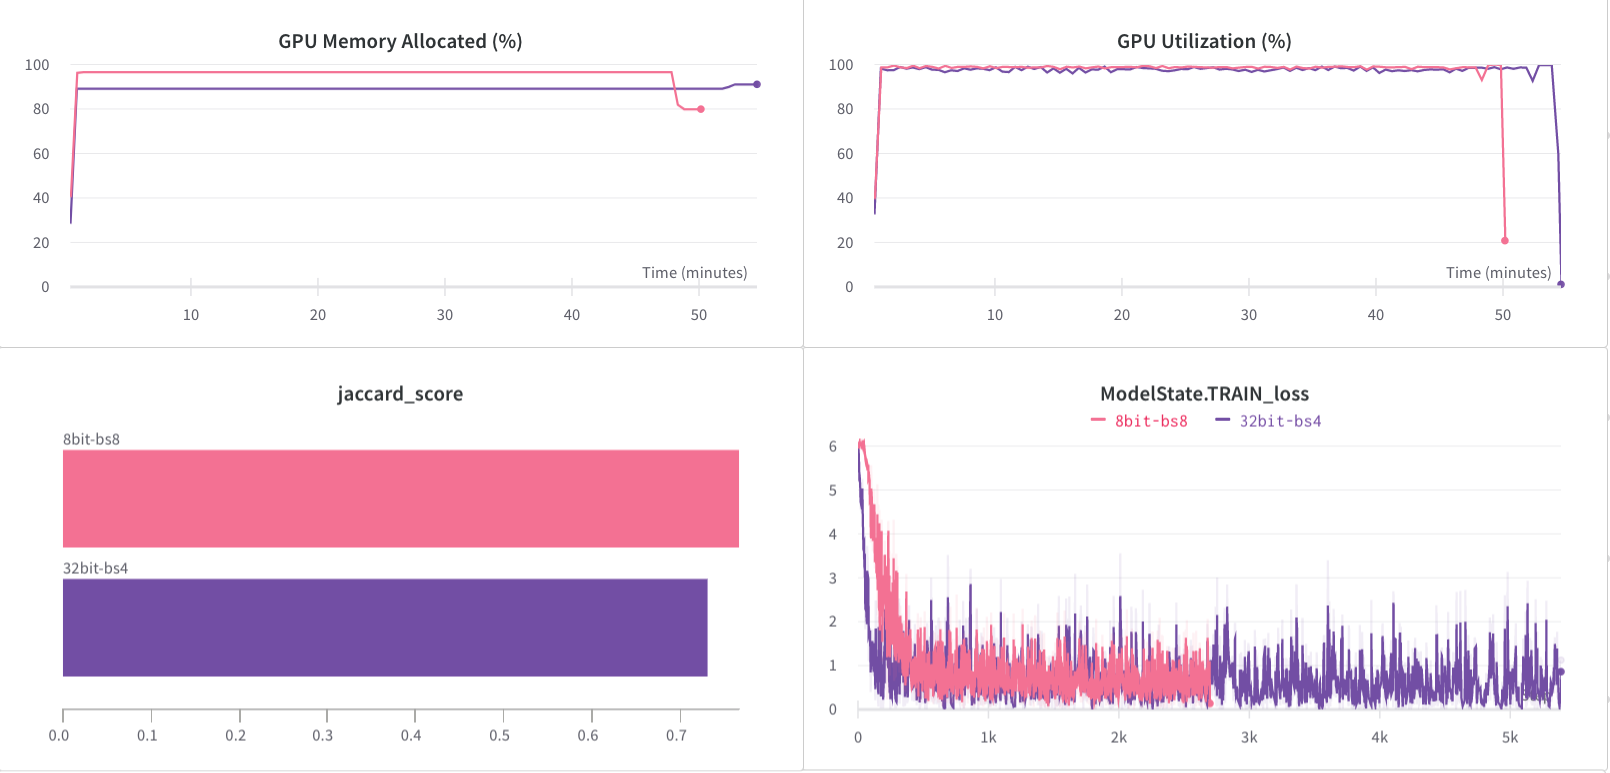 GPU Memory Allocated (%)
100
80
60
40
20
0
Time (minutes)
10 20 30 40 50
GPU Utilization (%)
100
80
60
40
20
0
Time (minutes)
10 20 30 40 50
jaccard_score
8bit-bs8
32bit-bs4
0.0 0.1 0.2 0.3 0.4 0.5 0.6 0.7
ModelState.TRAIN_loss
8bit-bs8 32bit-bs4
6
5
4
3
2
1
0
0 1k 2k 3k 4k 5k